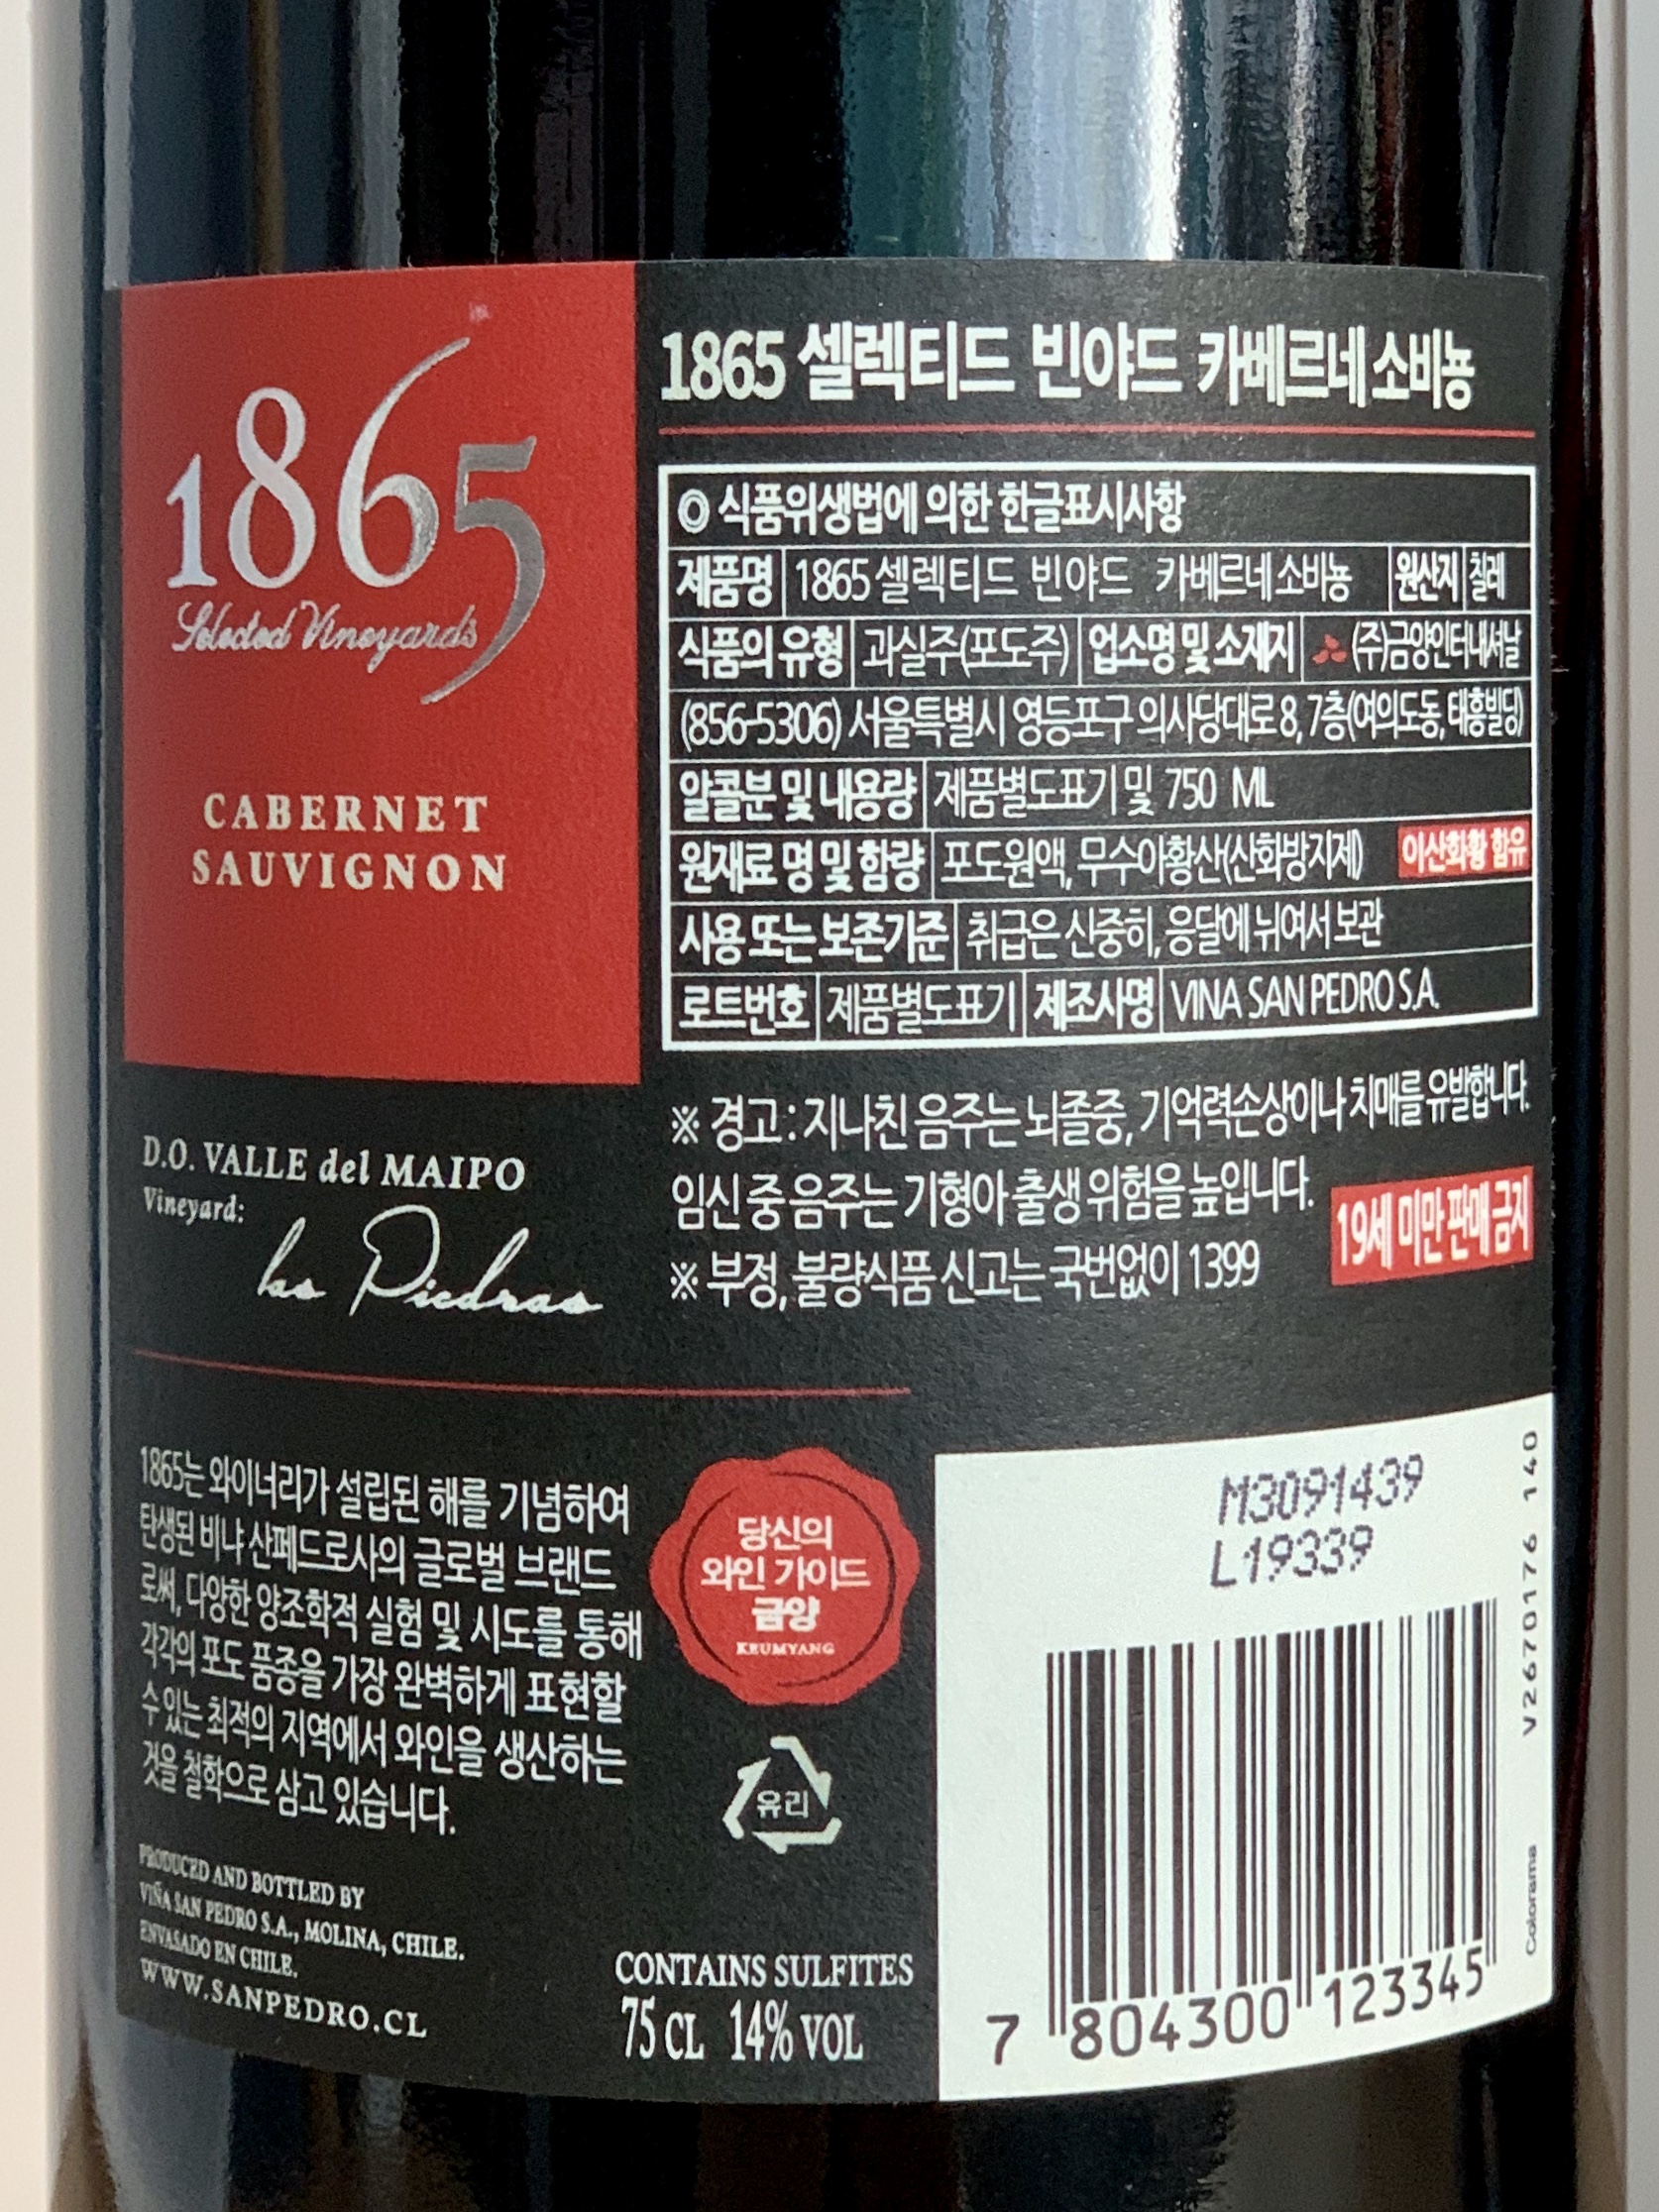 1865
Selected Vineyards
CABERNET
SAUVIGNON
D.O. VALLE del MAIPO
Vineyard:
las Piedras
1865 셀렉티드 빈야드 카베르네 소비뇽
◎ 식품위생법에 의한 한글표시사항
제품명 1865 셀렉티드 빈야드 카베르네 소비뇽 원산지 칠레
식품의 유형 과실주(포도주) 업소명 및 소재지 (주)금양인터내셔날
(856-5306) 서울특별시 영등포구 의사당대로 8, 7층(여의도동, 태흥빌딩)
알콜분 및 내용량 제품별도표기 및 750 ML
원재료 명 및 함량 포도원액, 무수아황산(산화방지제) 이산화황 함유
사용 또는 보존기준 취급은 신중히, 응달에 뉘여서 보관
로트번호 제품별도표기 제조사명 VINA SAN PEDRO S.A.
※ 경고 : 지나친 음주는 뇌졸중, 기억력손상이나 치매를 유발합니다.
임신 중 음주는 기형아 출생 위험을 높입니다.
※ 부정, 불량식품 신고는 국번없이 1399
19세 미만 판매 금지
1865는 와이너리가 설립된 해를 기념하여
탄생된 비냐 산페드로사의 글로벌 브랜드
로써, 다양한 양조학적 실험 및 시도를 통해
각각의 포도 품종을 가장 완벽하게 표현할
수 있는 최적의 지역에서 와인을 생산하는
것을 철학으로 삼고 있습니다.
PRODUCED AND BOTTLED BY
VIÑA SAN PEDRO S.A., MOLINA, CHILE.
ENVASADO EN CHILE.
WWW.SANPEDRO.CL
당신의
와인 가이드
금양
KEUMYANG
유리
CONTAINS SULFITES
75 CL 14% VOL
M3091439
L19339
V2670176 140
Colorama
7 804300 123345